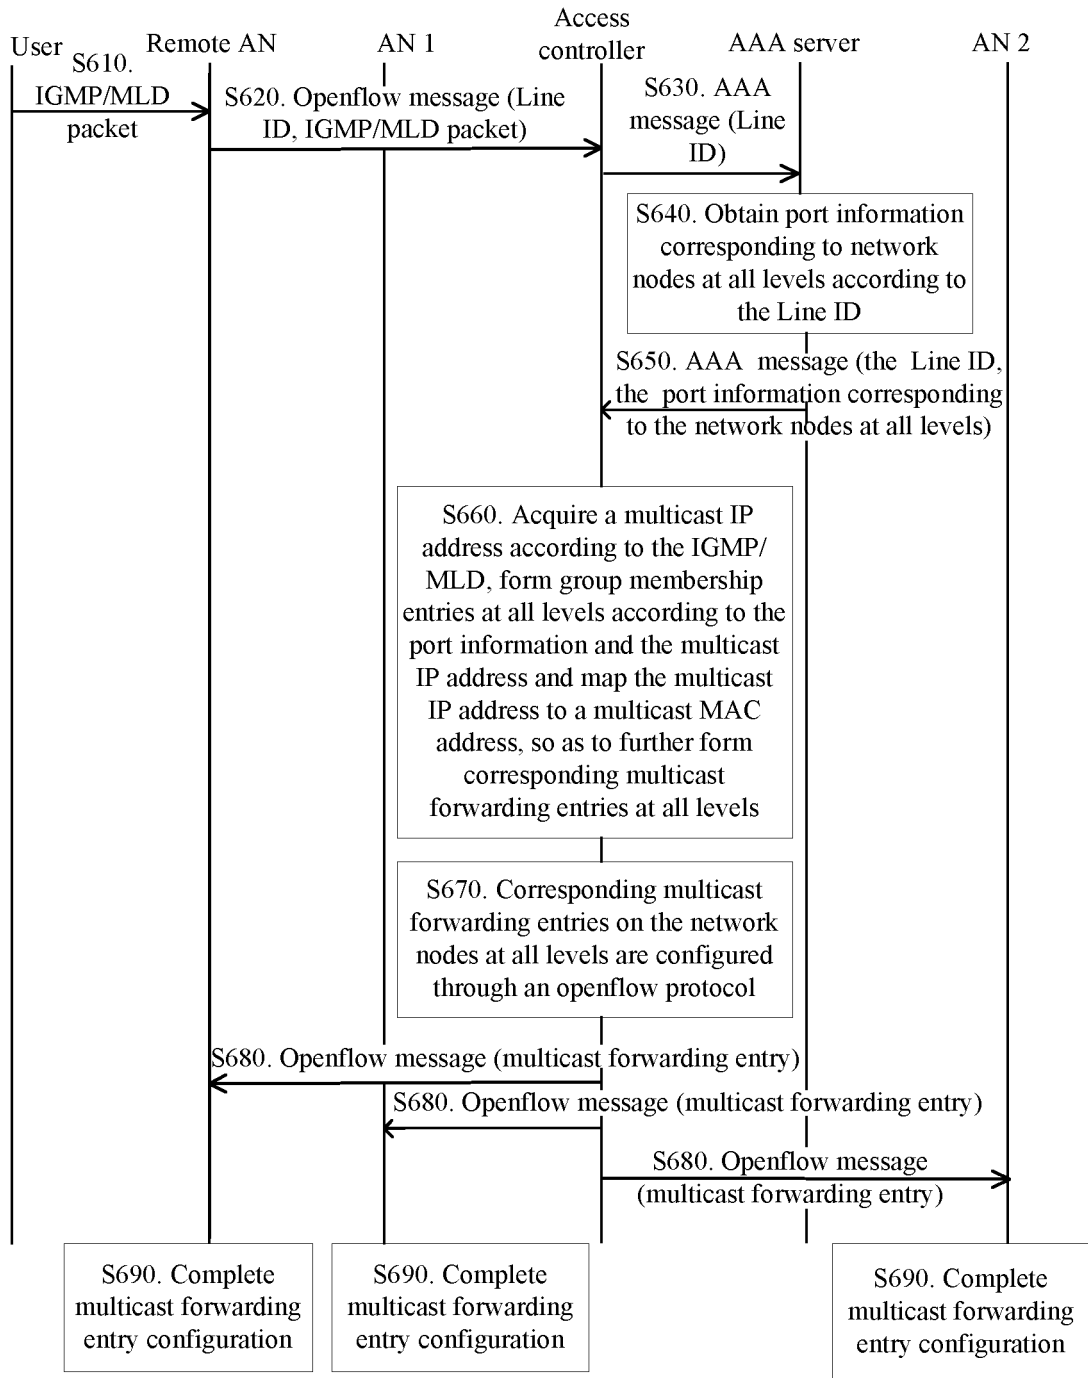 User
Remote AN
AN 1
Access
controller
AAA server
AN 2
S610.
IGMP/MLD
packet
S620. Openflow message (Line
ID, IGMP/MLD packet)
S630. AAA
message (Line
ID)
S640. Obtain port information
corresponding to network
nodes at all levels according to
the Line ID
S650. AAA message (the Line ID,
the port information corresponding
to the network nodes at all levels)
S660. Acquire a multicast IP
address according to the IGMP/
MLD, form group membership
entries at all levels according to the
port information and the multicast
IP address and map the multicast
IP address to a multicast MAC
address, so as to further form
corresponding multicast
forwarding entries at all levels
S670. Corresponding multicast
forwarding entries on the network
nodes at all levels are configured
through an openflow protocol
S680. Openflow message (multicast forwarding entry)
S680. Openflow message (multicast forwarding entry)
S680. Openflow message
(multicast forwarding entry)
S690. Complete
multicast forwarding
entry configuration
S690. Complete
multicast forwarding
entry configuration
S690. Complete
multicast forwarding
entry configuration